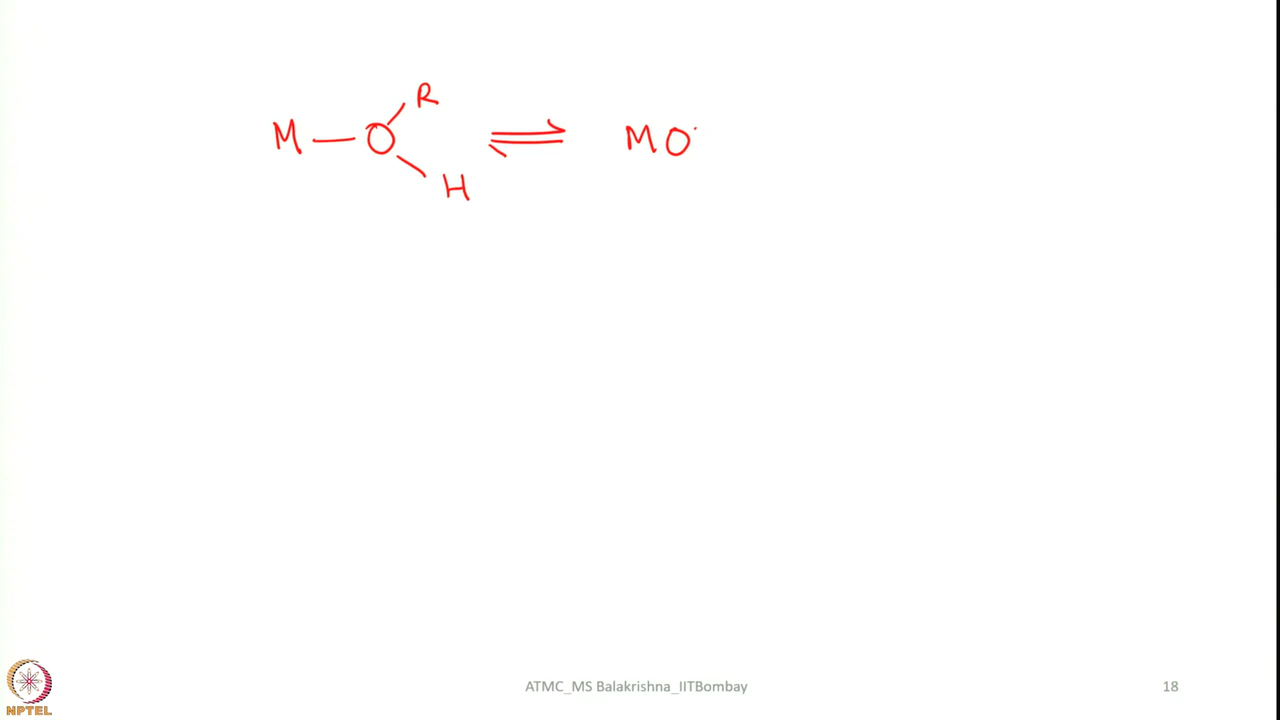 R
M — O ⇌ MO
H
NPTEL
ATMC_MS Balakrishna_IITBombay
18